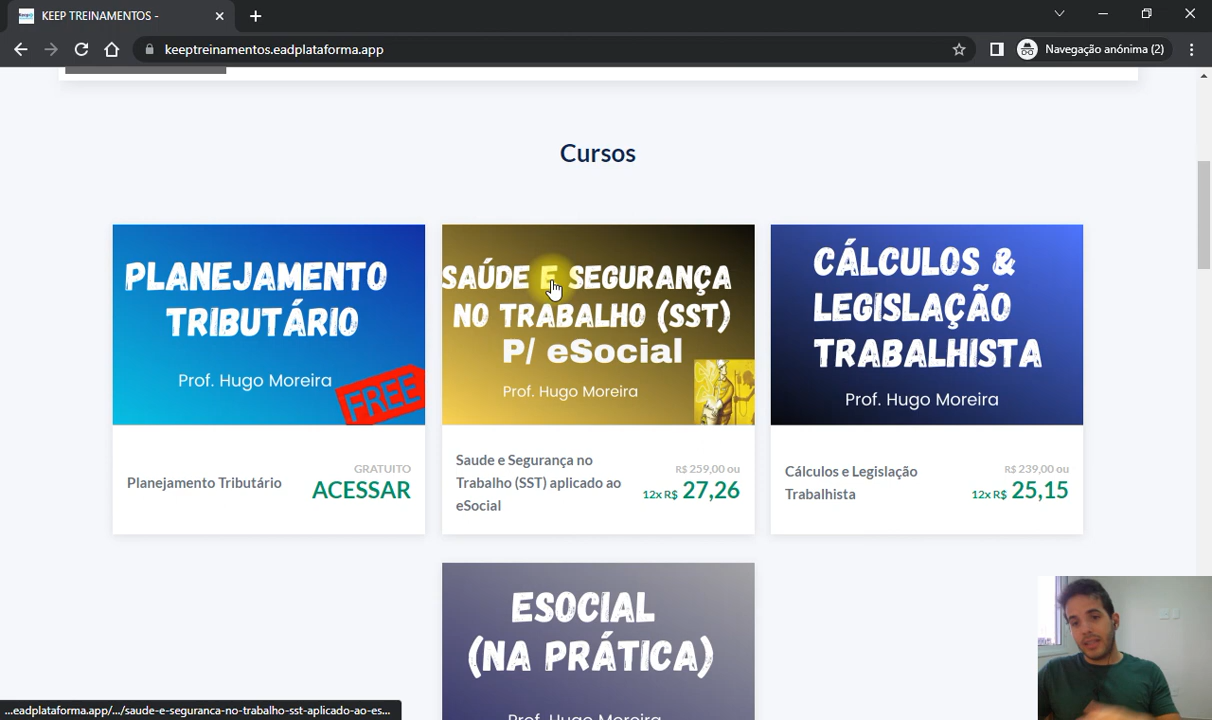 KEEP TREINAMENTOS -
keeptreinamentos.eadplataforma.app
Navegação anónima (2)
Cursos
PLANEJAMENTO
TRIBUTÁRIO
Prof. Hugo Moreira
FREE
Planejamento Tributário
GRATUITO
ACESSAR
SAÚDE E SEGURANÇA
NO TRABALHO (SST)
P/ eSocial
Prof. Hugo Moreira
Saude e Segurança no
Trabalho (SST) aplicado ao
eSocial
R$ 259,00 ou
12x R$ 27,26
CÁLCULOS &
LEGISLAÇÃO
TRABALHISTA
Prof. Hugo Moreira
Cálculos e Legislação
Trabalhista
R$ 239,00 ou
12x R$ 25,15
ESOCIAL
(NA PRÁTICA)
Prof. Hugo Moreira
...eadplataforma.app/.../saude-e-seguranca-no-trabalho-sst-aplicado-ao-es...